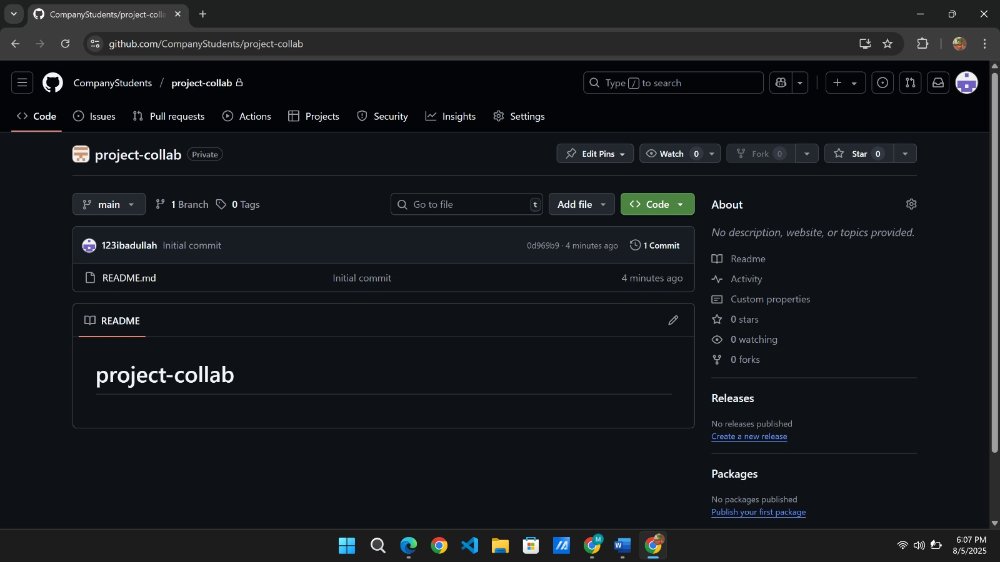 CompanyStudents/project-colla
github.com/CompanyStudents/project-collab
CompanyStudents / project-collab
Type / to search
Code Issues Pull requests Actions Projects Security Insights Settings
project-collab Private
Edit Pins Watch 0 Fork 0 Star 0
main 1 Branch 0 Tags Go to file t Add file Code
About
No description, website, or topics provided.
123ibadullah Initial commit 0d969b9 · 4 minutes ago 1 Commit
README.md Initial commit 4 minutes ago
Readme
Activity
Custom properties
0 stars
0 watching
0 forks
README
project-collab
Releases
No releases published
Create a new release
Packages
No packages published
Publish your first package
M
W
6:07 PM
8/5/2025